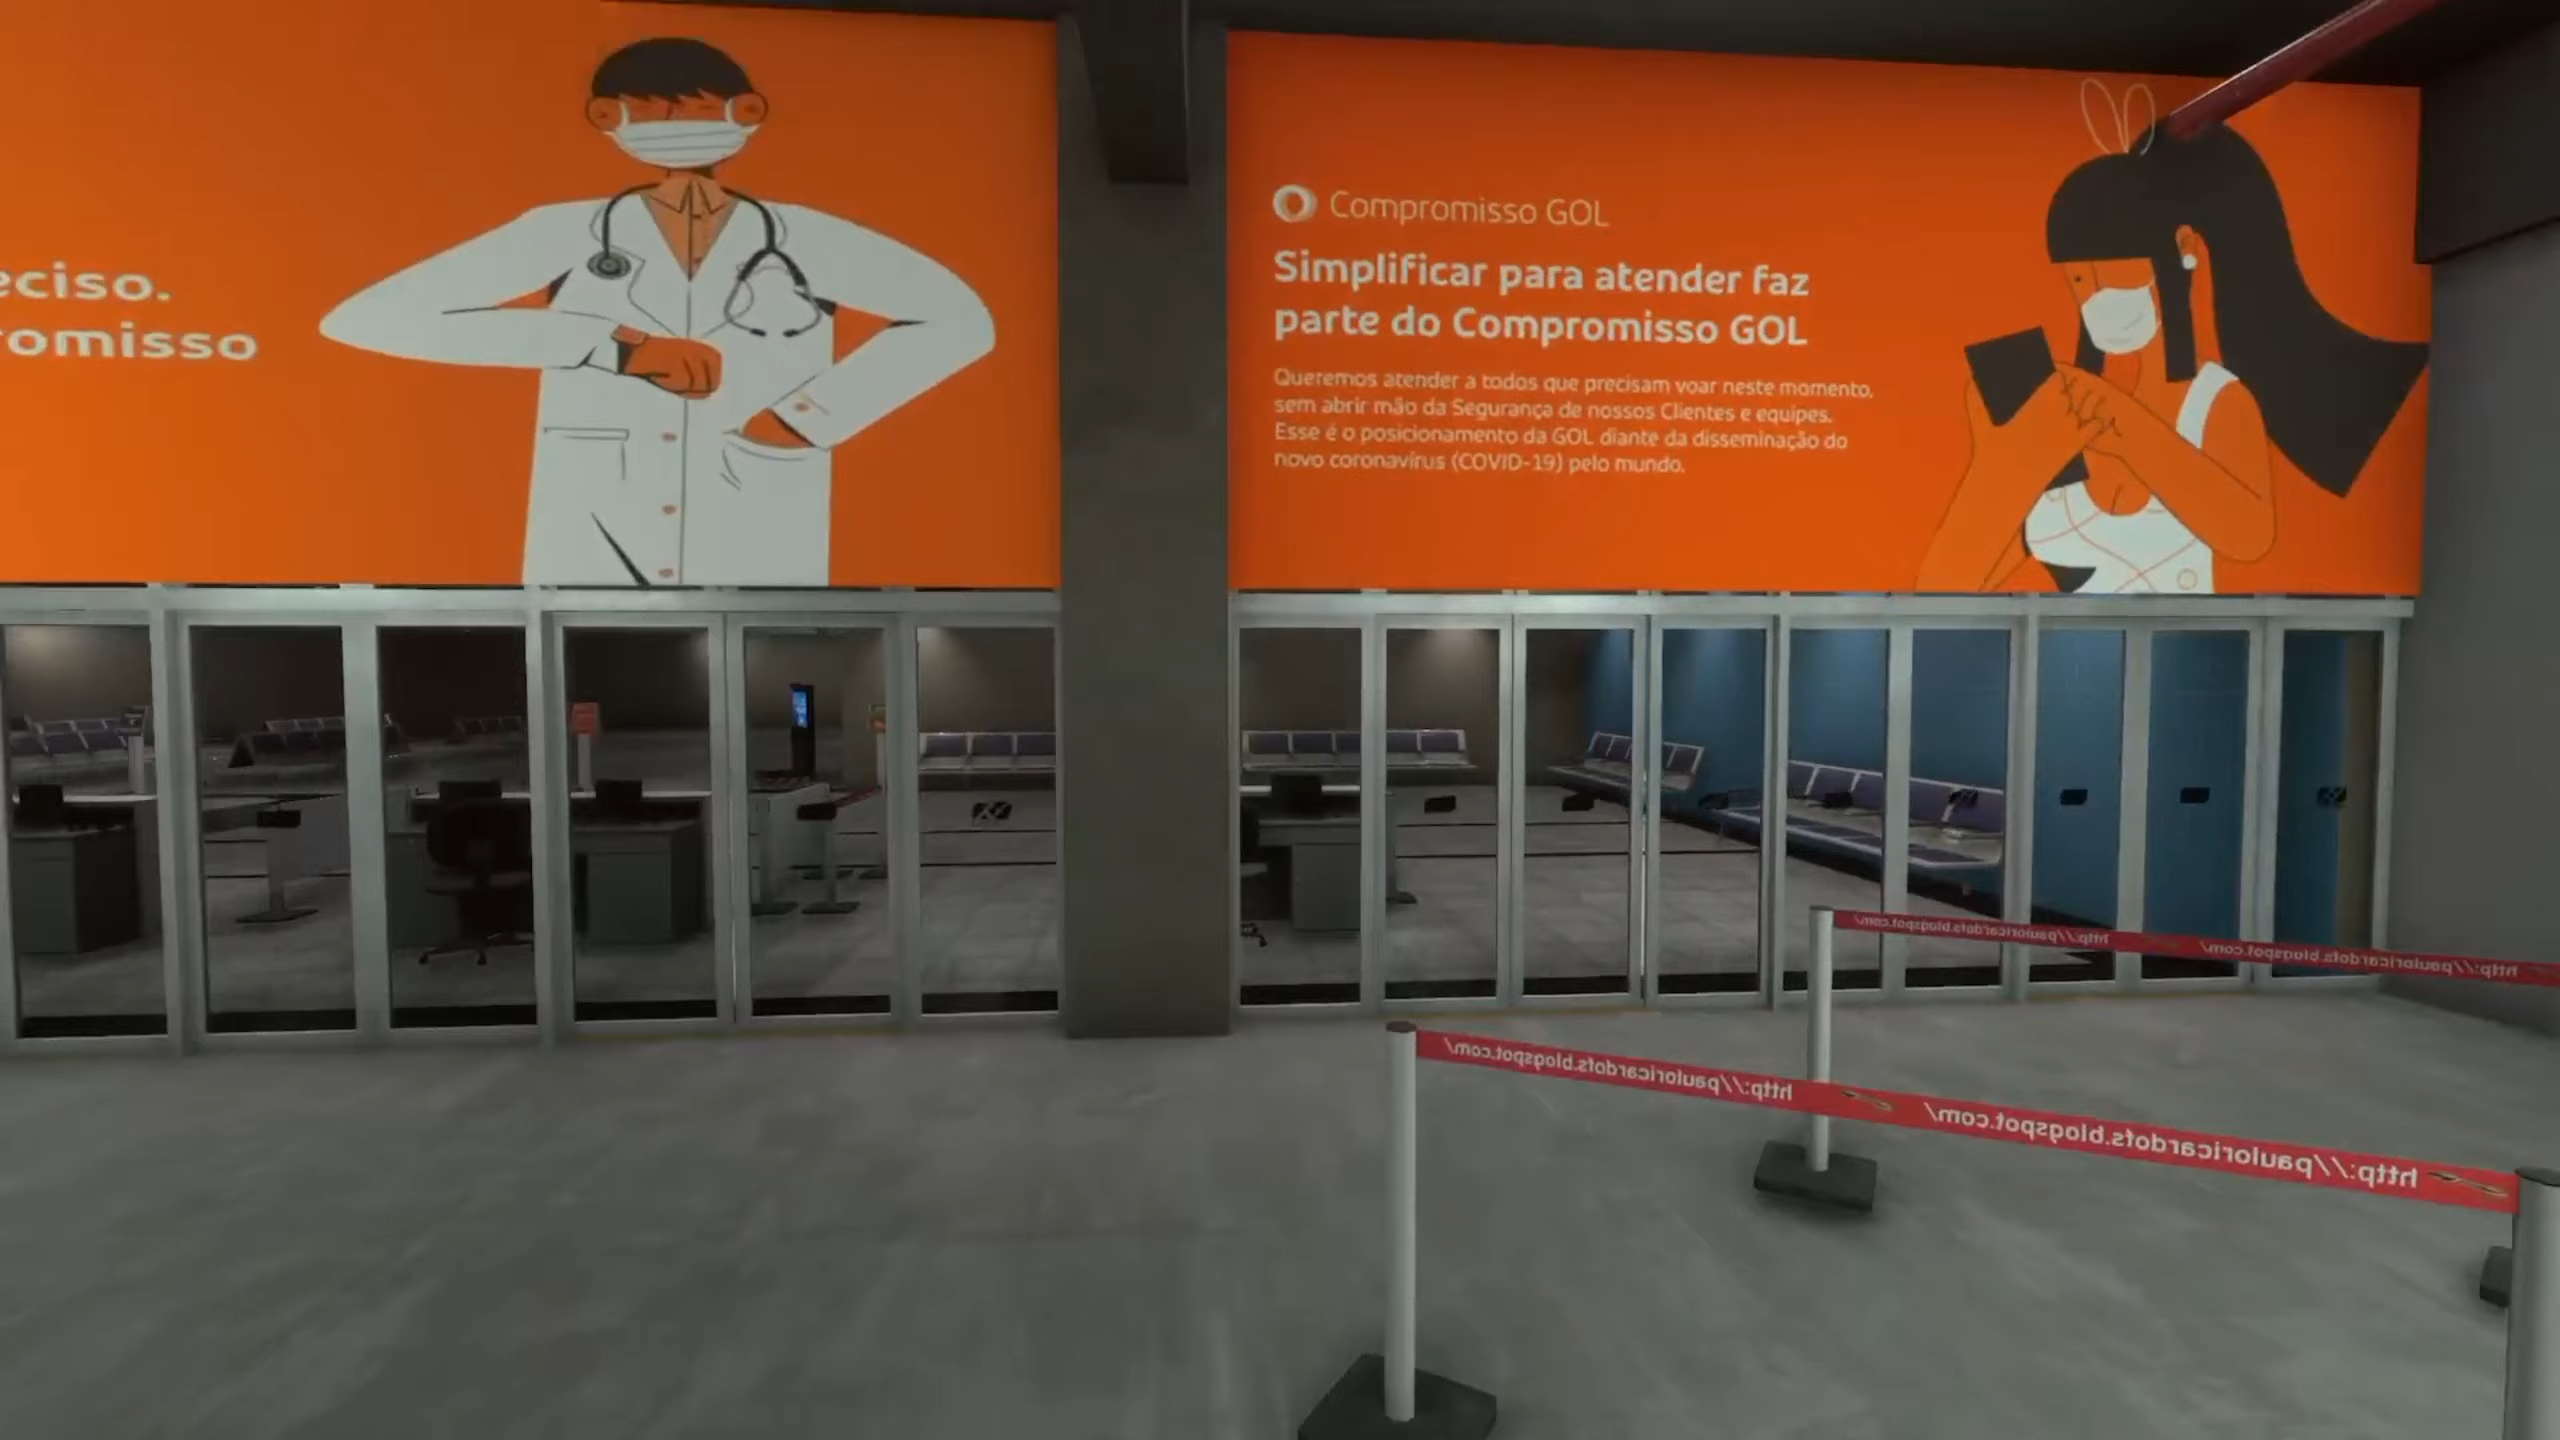 eciso.
romisso
Compromisso GOL
Simplificar para atender faz
parte do Compromisso GOL
Queremos atender a todos que precisam voar neste momento,
sem abrir mão da Segurança de nossos Clientes e equipes.
Esse é o posicionamento da GOL diante da disseminação do
novo coronavírus (COVID-19) pelo mundo.
http://pauloricardofs.blogspot.com/ http://pauloricardofs.blogspot.com/
http://pauloricardofs.blogspot.com/ http://pauloricardofs.blogspot.com/